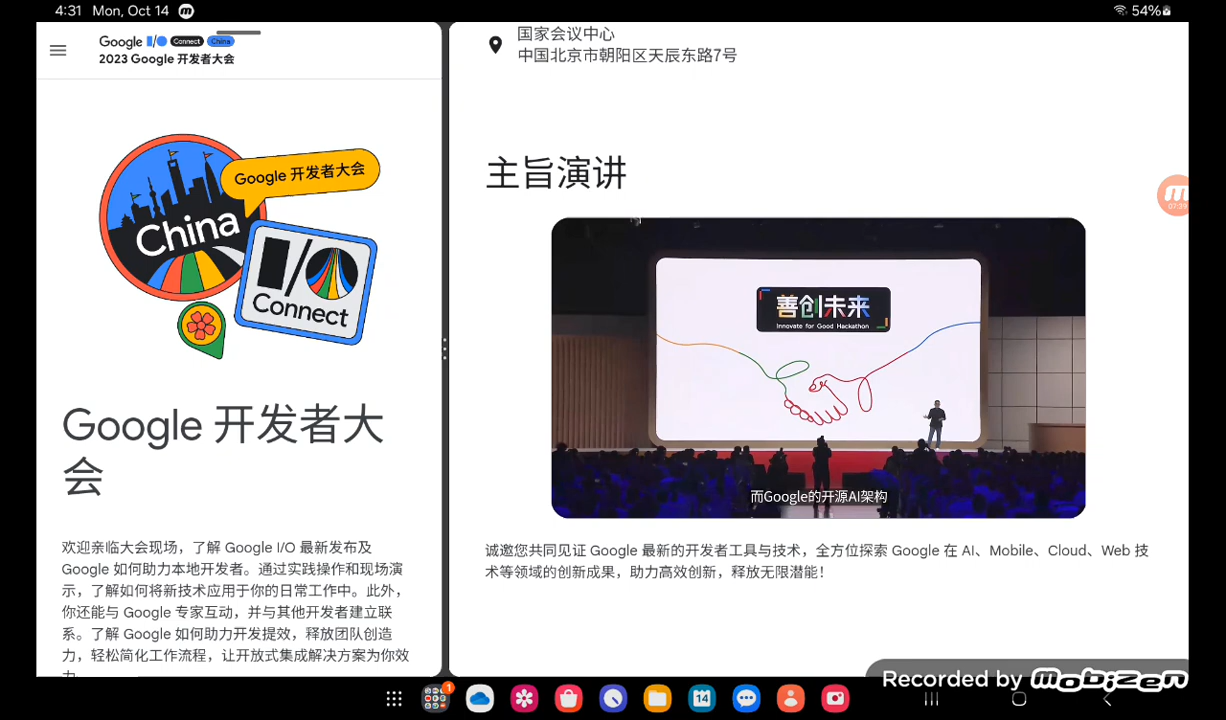 4:31 Mon, Oct 14
54%
Google I/O Connect China
2023 Google 开发者大会
Google 开发者大会
China
I/O
Connect
Google 开发者大
会
欢迎亲临大会现场，了解 Google I/O 最新发布及
Google 如何助力本地开发者。通过实践操作和现场演
示，了解如何将新技术应用于你的日常工作中。此外，
你还能与 Google 专家互动，并与其他开发者建立联
系。了解 Google 如何助力开发提效，释放团队创造
力，轻松简化工作流程，让开放式集成解决方案为你效
力
国家会议中心
中国北京市朝阳区天辰东路7号
主旨演讲
善创未来
Innovate for Good Hackathon
而Google的开源AI架构
诚邀您共同见证 Google 最新的开发者工具与技术，全方位探索 Google 在 AI、Mobile、Cloud、Web 技
术等领域的创新成果，助力高效创新，释放无限潜能！
07:59
Recorded by mobizen
1
14